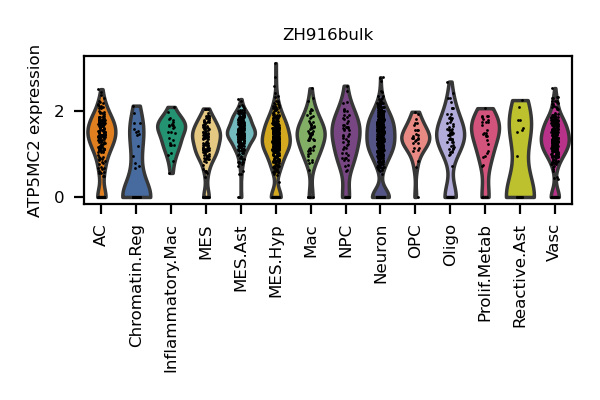 ZH916bulk
ATP5MC2 expression
2
0
AC
Chromatin.Reg
Inflammatory.Mac
MES
MES.Ast
MES.Hyp
Mac
NPC
Neuron
OPC
Oligo
Prolif.Metab
Reactive.Ast
Vasc